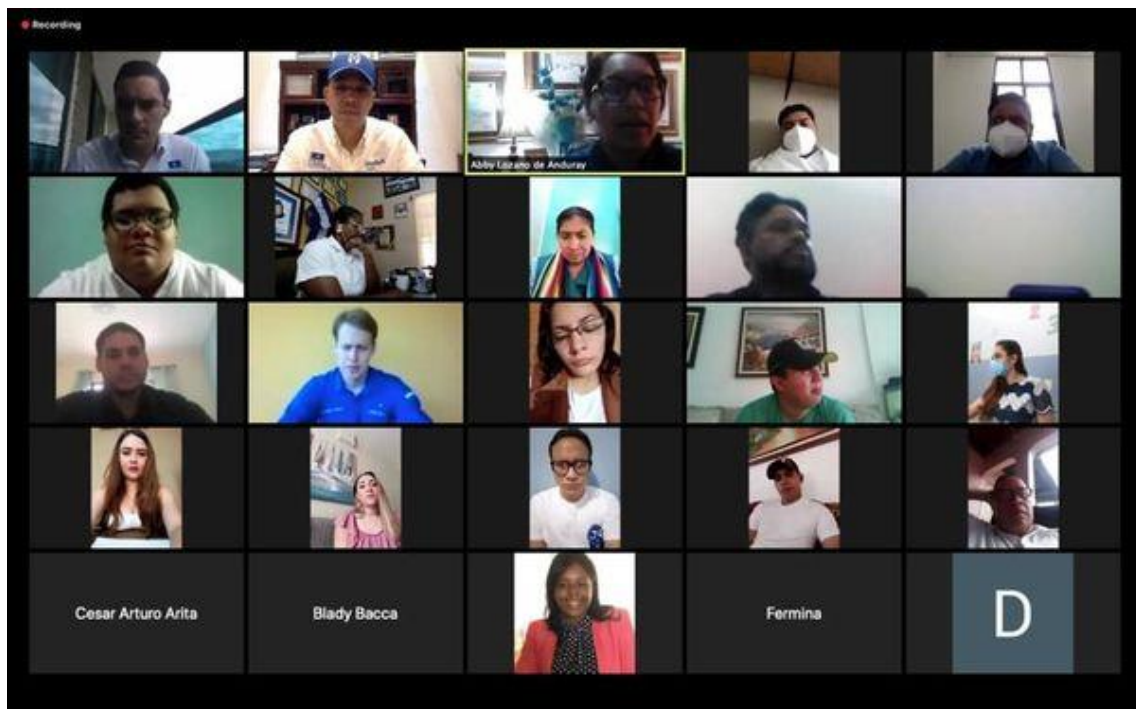 Recording
Abby Lozano de Anduray
Cesar Arturo Arita
Blady Bacca
Fermina
D